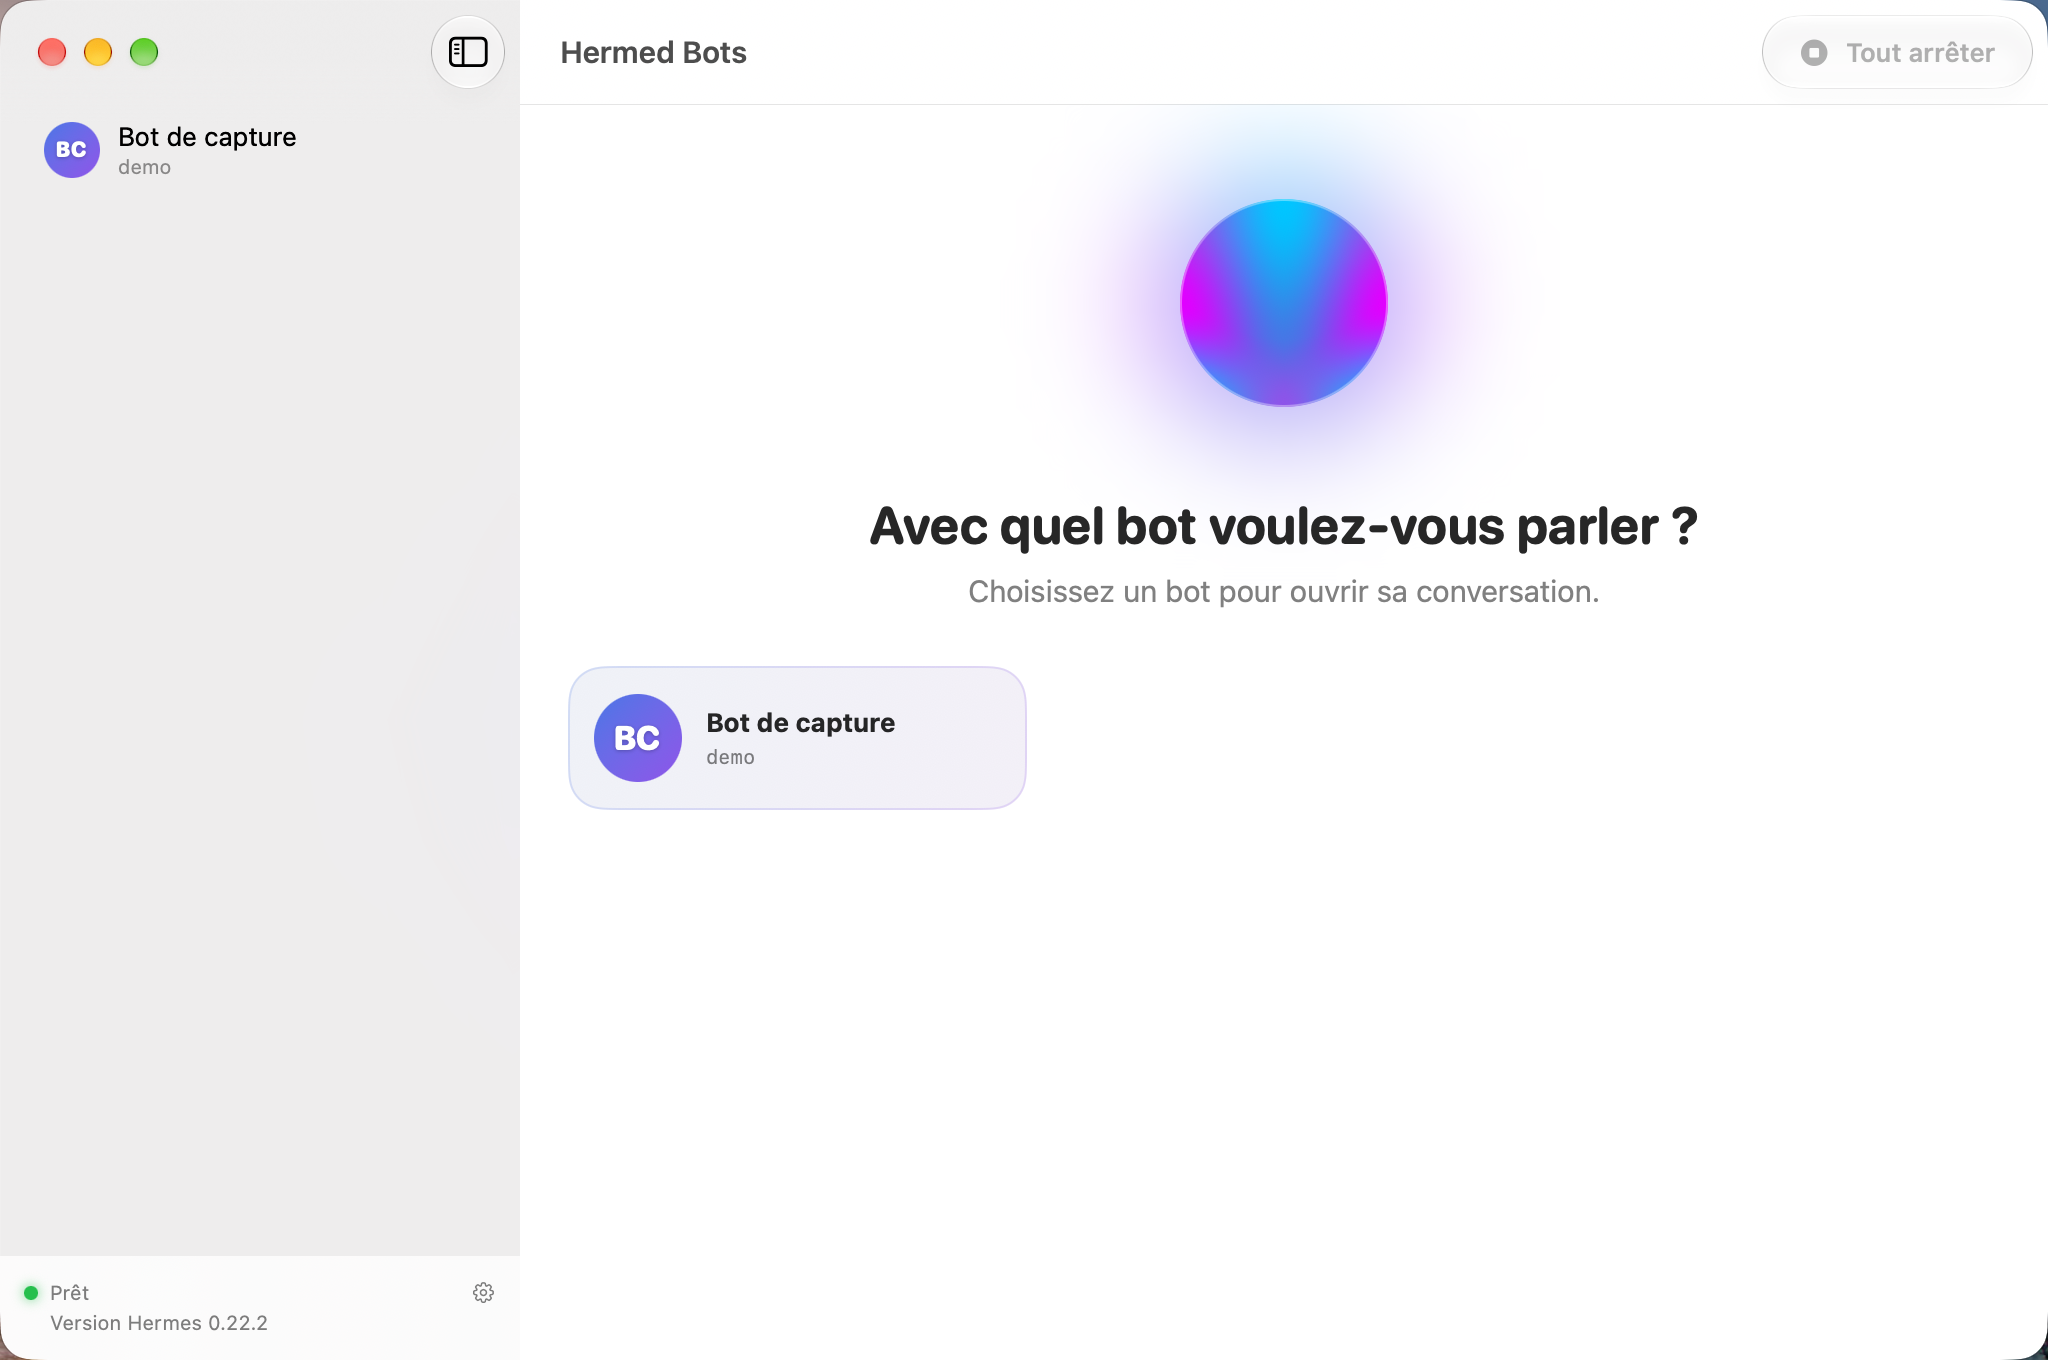 Hermed Bots
Tout arrêter
BC
Bot de capture
demo
Avec quel bot voulez-vous parler ?
Choisissez un bot pour ouvrir sa conversation.
BC
Bot de capture
demo
Prêt
Version Hermes 0.22.2